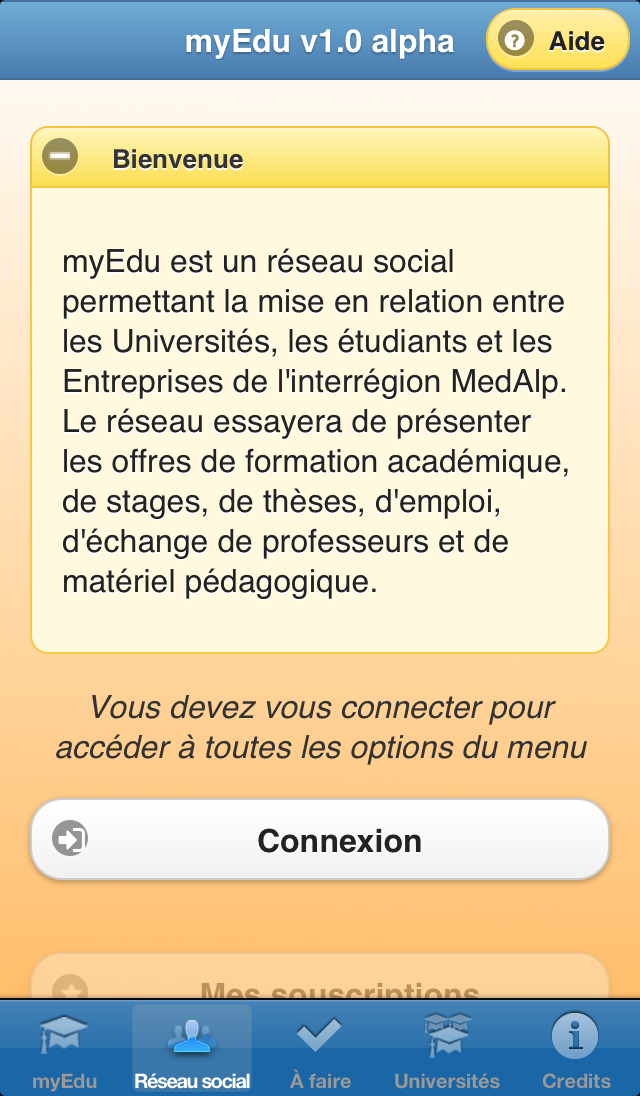 myEdu v1.0 alpha
Aide
Bienvenue
myEdu est un réseau social
permettant la mise en relation entre
les Universités, les étudiants et les
Entreprises de l'interrégion MedAlp.
Le réseau essayera de présenter
les offres de formation académique,
de stages, de thèses, d'emploi,
d'échange de professeurs et de
matériel pédagogique.
Vous devez vous connecter pour
accéder à toutes les options du menu
Connexion
Mes souscriptions
myEdu
Réseau social
À faire
Universités
Credits